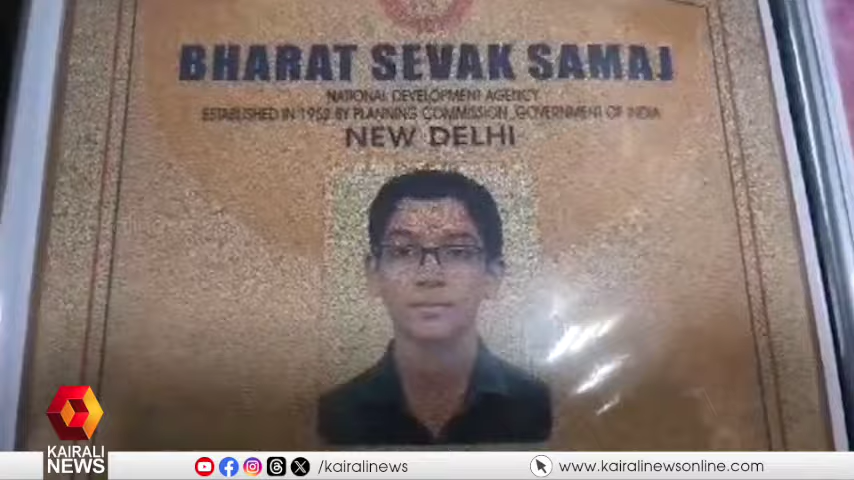 BHARAT SEVAK SAMAJ
NATIONAL DEVELOPMENT AGENCY
ESTABLISHED IN 1952 BY PLANNING COMMISSION, GOVERNMENT OF INDIA
NEW DELHI
KAIRALI
NEWS
/kairalinews
www.kairalinewsonline.com